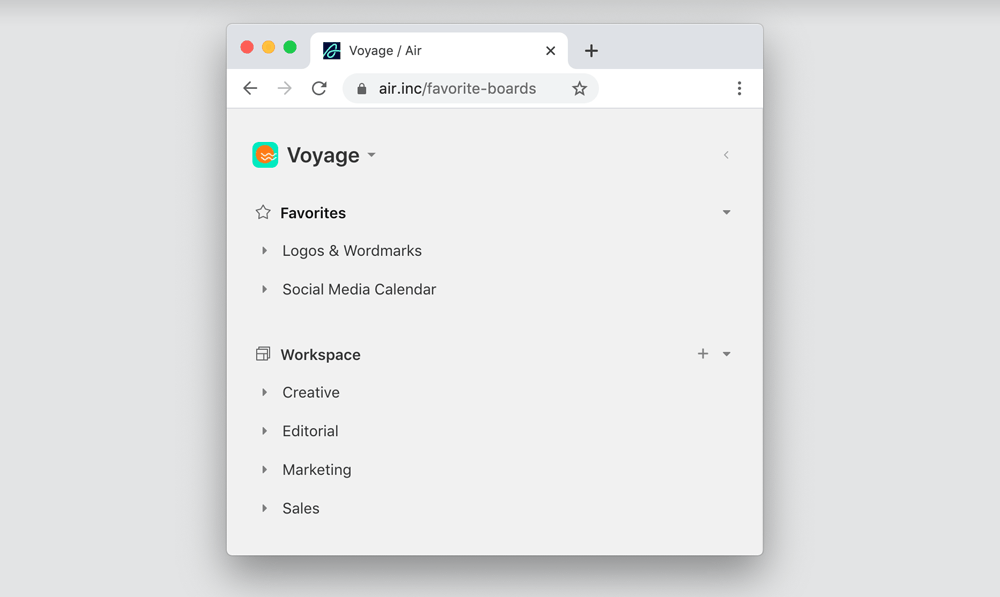 Voyage / Air
air.inc/favorite-boards
Voyage
Favorites
Logos & Wordmarks
Social Media Calendar
Workspace
Creative
Editorial
Marketing
Sales